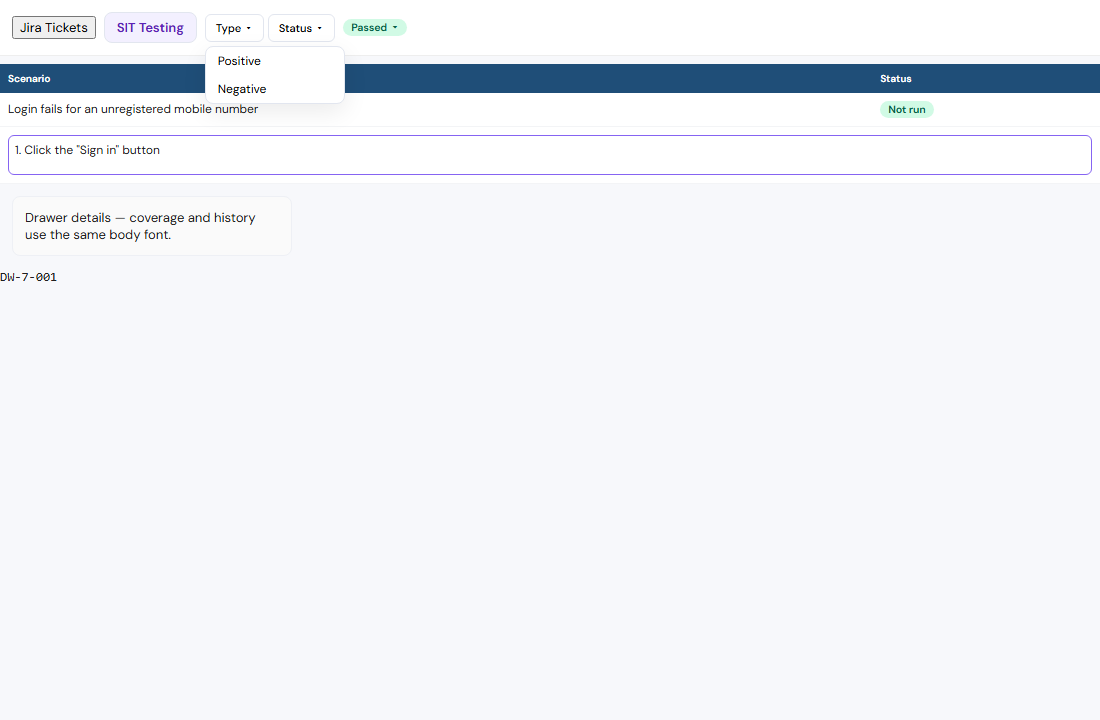 Jira Tickets SIT Testing Type Status Passed
Positive
Negative
Scenario Status
Login fails for an unregistered mobile number Not run
1. Click the "Sign in" button
Drawer details — coverage and history
use the same body font.
DW-7-001